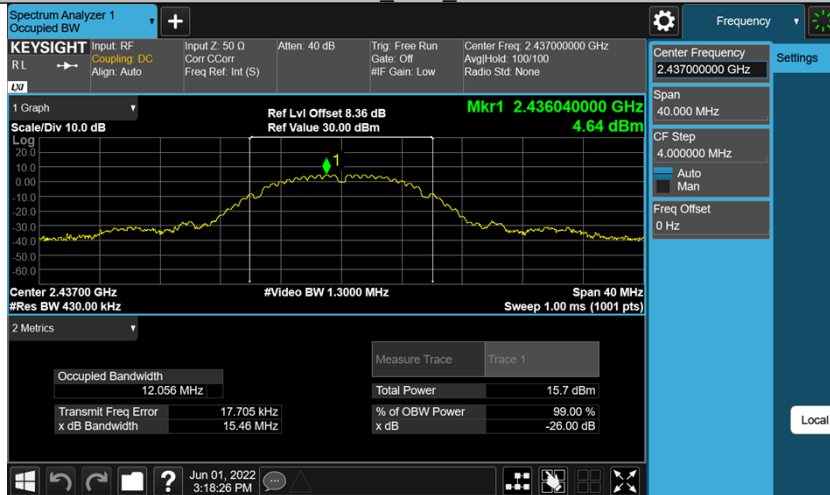 Spectrum Analyzer 1
Occupied BW
Frequency
KEYSIGHT
R L
LXI
Input: RF
Coupling: DC
Align: Auto
Input Z: 50 Ω
Corr CCorr
Freq Ref: Int (S)
Atten: 40 dB
Trig: Free Run
Gate: Off
#IF Gain: Low
Center Freq: 2.437000000 GHz
Avg|Hold: 100/100
Radio Std: None
Center Frequency
2.437000000 GHz
Settings
Span
40.000 MHz
CF Step
4.000000 MHz
Auto
Man
Freq Offset
0 Hz
1 Graph
Scale/Div 10.0 dB
Ref Lvl Offset 8.36 dB
Ref Value 30.00 dBm
Mkr1 2.436040000 GHz
4.64 dBm
Log
20.0
10.0
0.00
-10.0
-20.0
-30.0
-40.0
-50.0
-60.0
1
Center 2.43700 GHz
#Video BW 1.3000 MHz
Span 40 MHz
#Res BW 430.00 kHz
Sweep 1.00 ms (1001 pts)
2 Metrics
Measure Trace Trace 1
Occupied Bandwidth
12.056 MHz
Total Power 15.7 dBm
Transmit Freq Error 17.705 kHz
% of OBW Power 99.00 %
x dB Bandwidth 15.46 MHz
x dB -26.00 dB
Local
?
Jun 01, 2022
3:18:26 PM